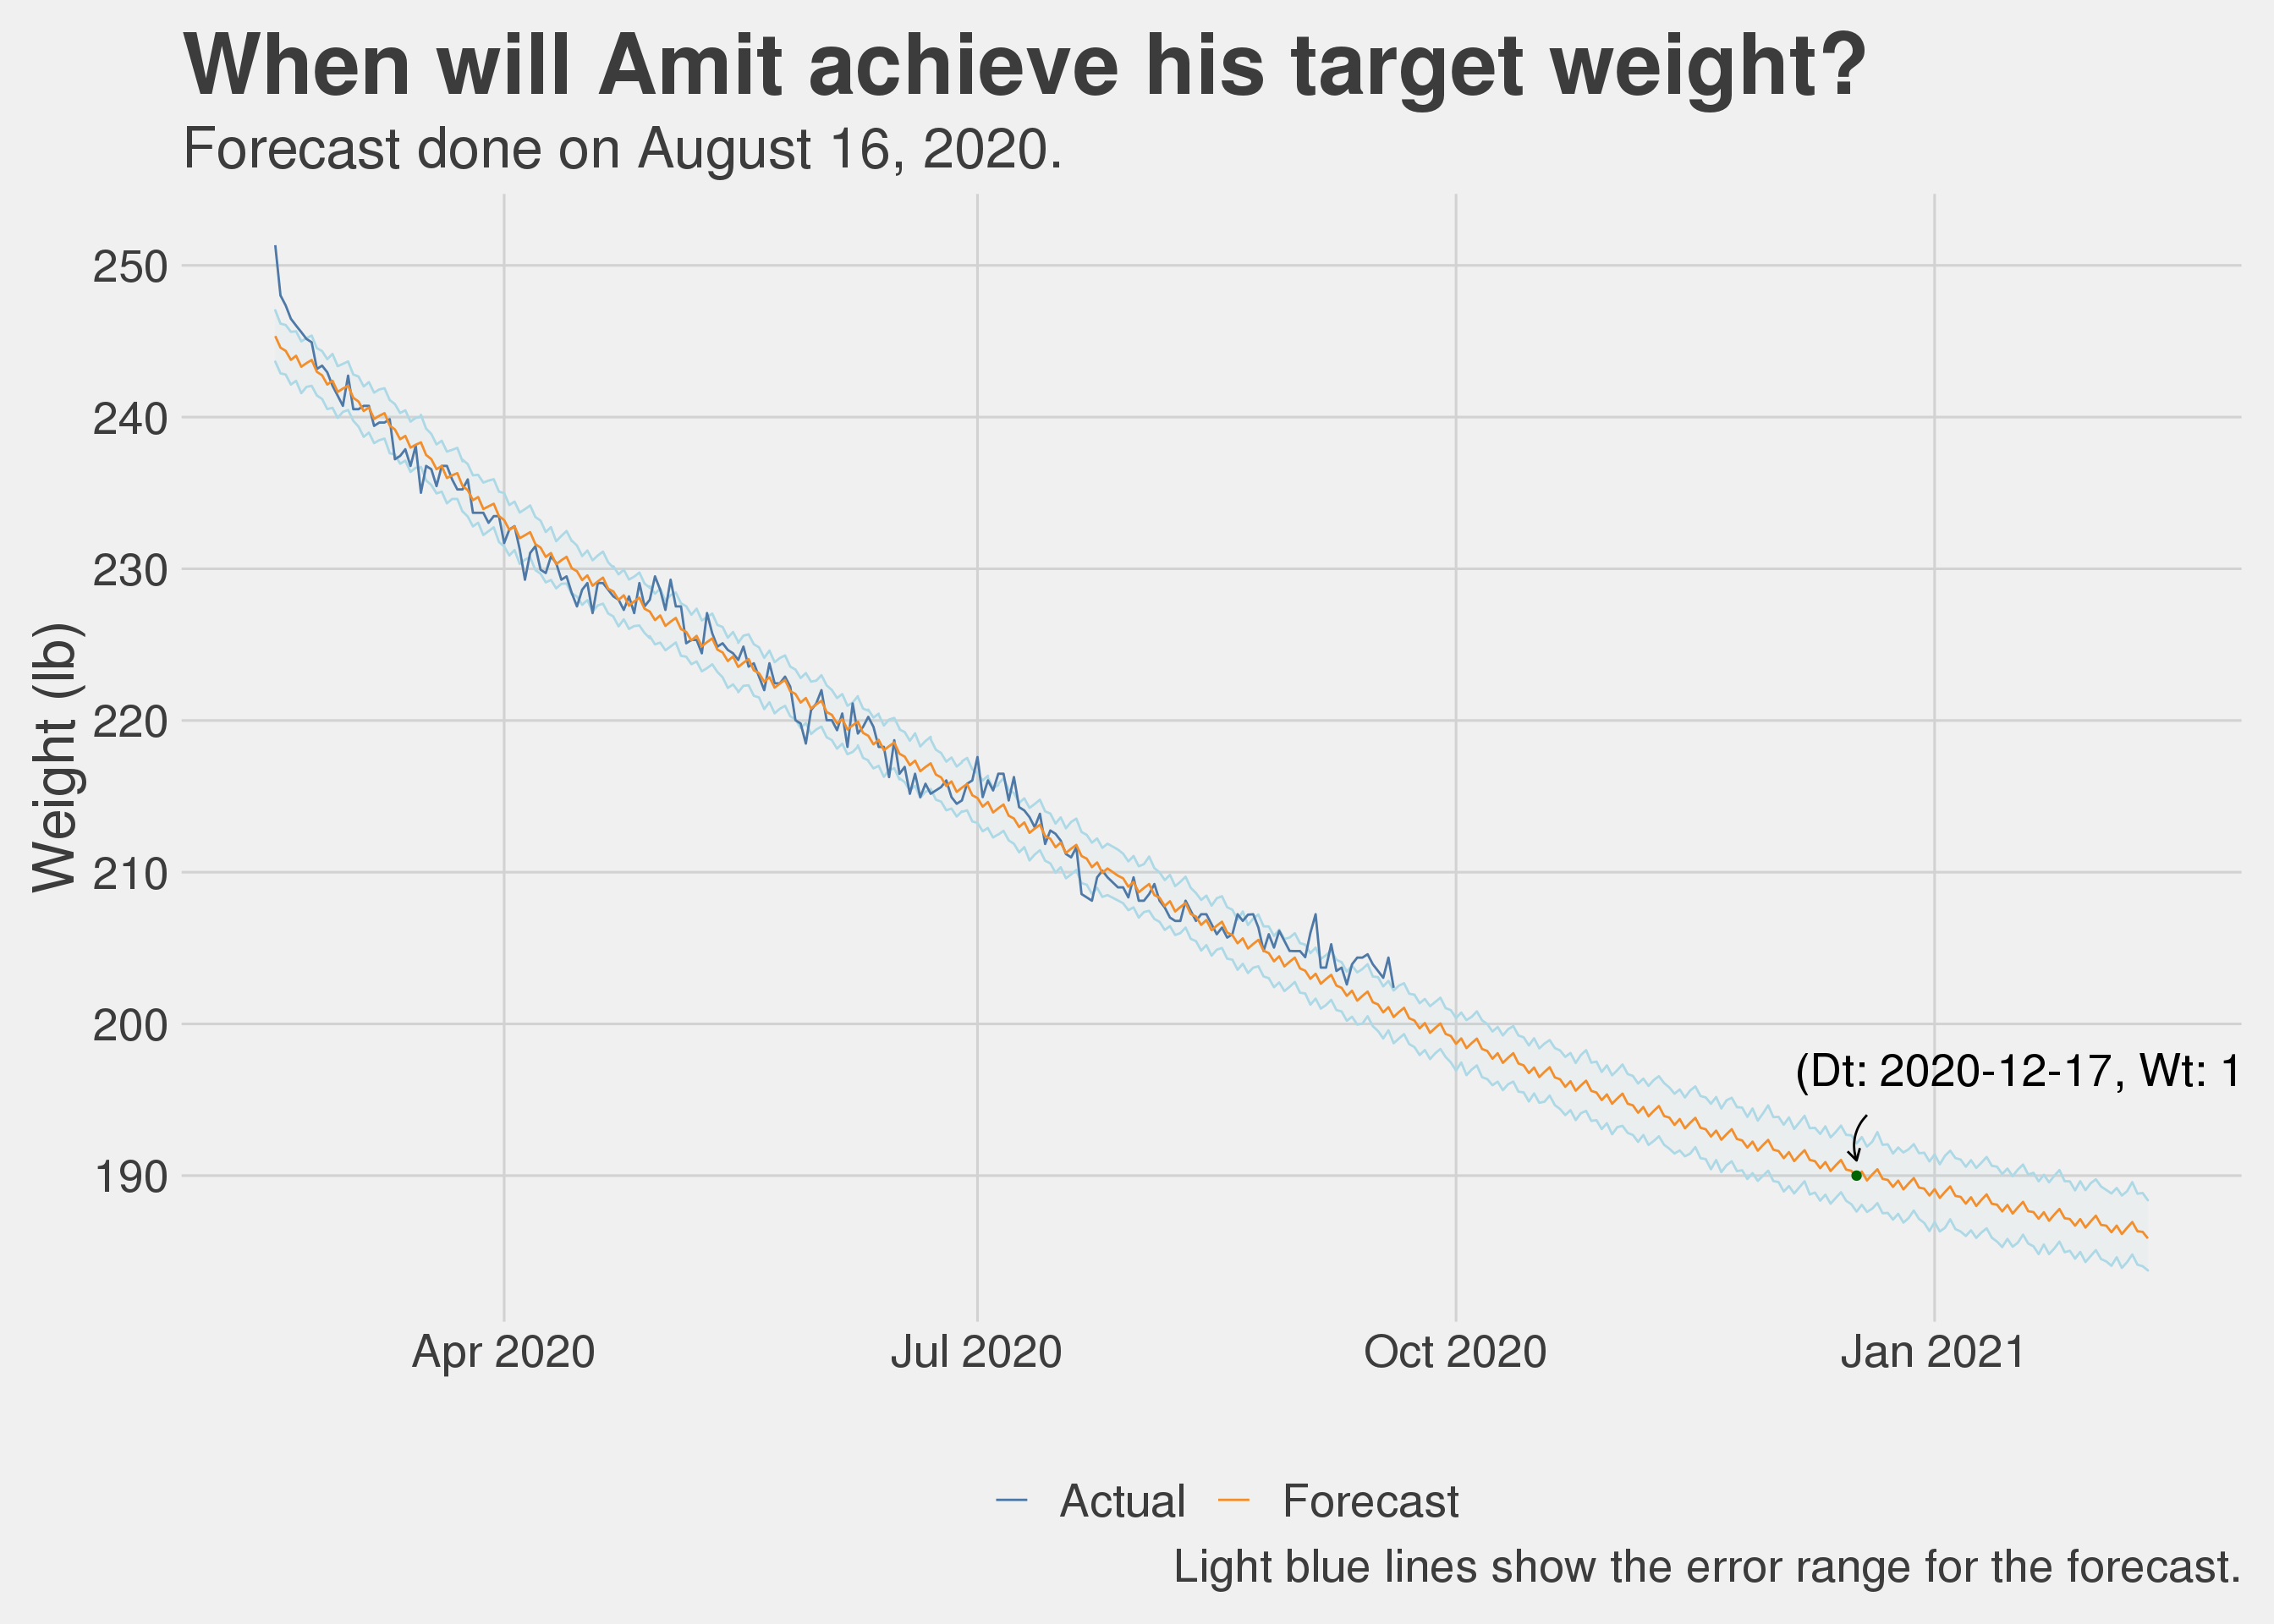 When will Amit achieve his target weight?
Forecast done on August 16, 2020.
Weight (lb)
250
240
230
220
210
200
190
(Dt: 2020-12-17, Wt: 1
Apr 2020 Jul 2020 Oct 2020 Jan 2021
Actual Forecast
Light blue lines show the error range for the forecast.